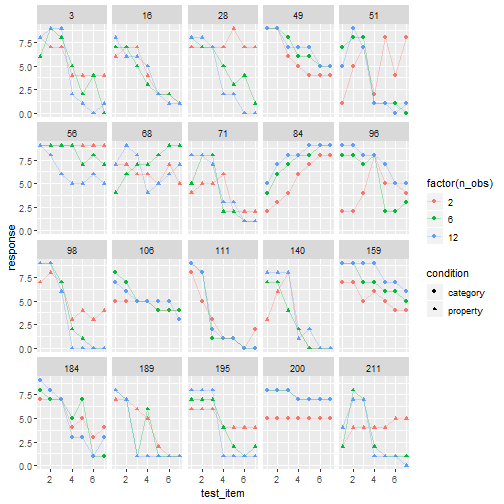 3 16 28 49 51
7.5
5.0
2.5
0.0
56 68 71 84 96
7.5
5.0
2.5
0.0
98 106 111 140 159
7.5
5.0
2.5
0.0
184 189 195 200 211
7.5
5.0
2.5
0.0
2 4 6 2 4 6 2 4 6 2 4 6 2 4 6
test_item
response
factor(n_obs)
2
6
12
condition
category
property